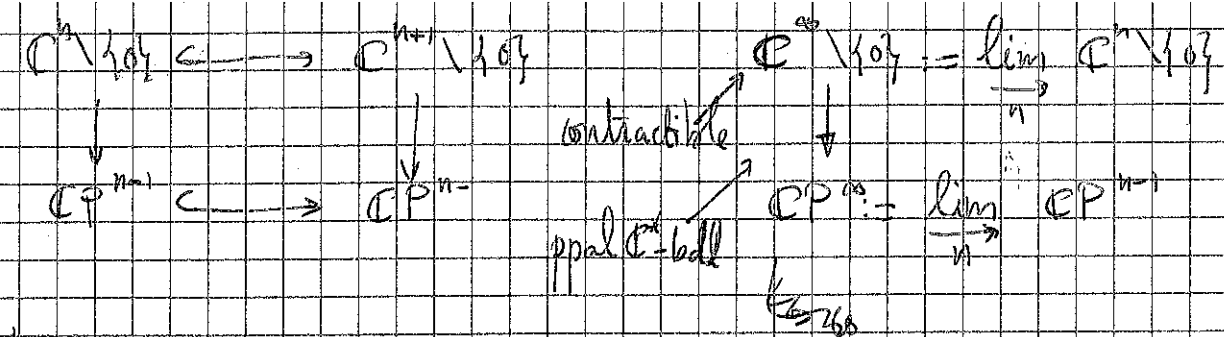 ℂⁿ\{0} ↪ ℂⁿ⁺¹\{0} ℂ^∞\{0} := lim→n ℂⁿ\{0}
contractible
ℂPⁿ⁻¹ ↪ ℂPⁿ⁻ ℂP^∞ := lim→n ℂPⁿ⁻¹
ppal ℂ*-bdl